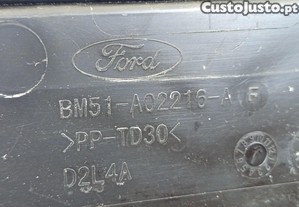 CustoJusto.pt
Ford
BM51-A02216-A
>PP-TD30<
D2L4A